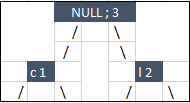 NULL ; 3
/ \
/ \
c 1 l 2
/ \ / \